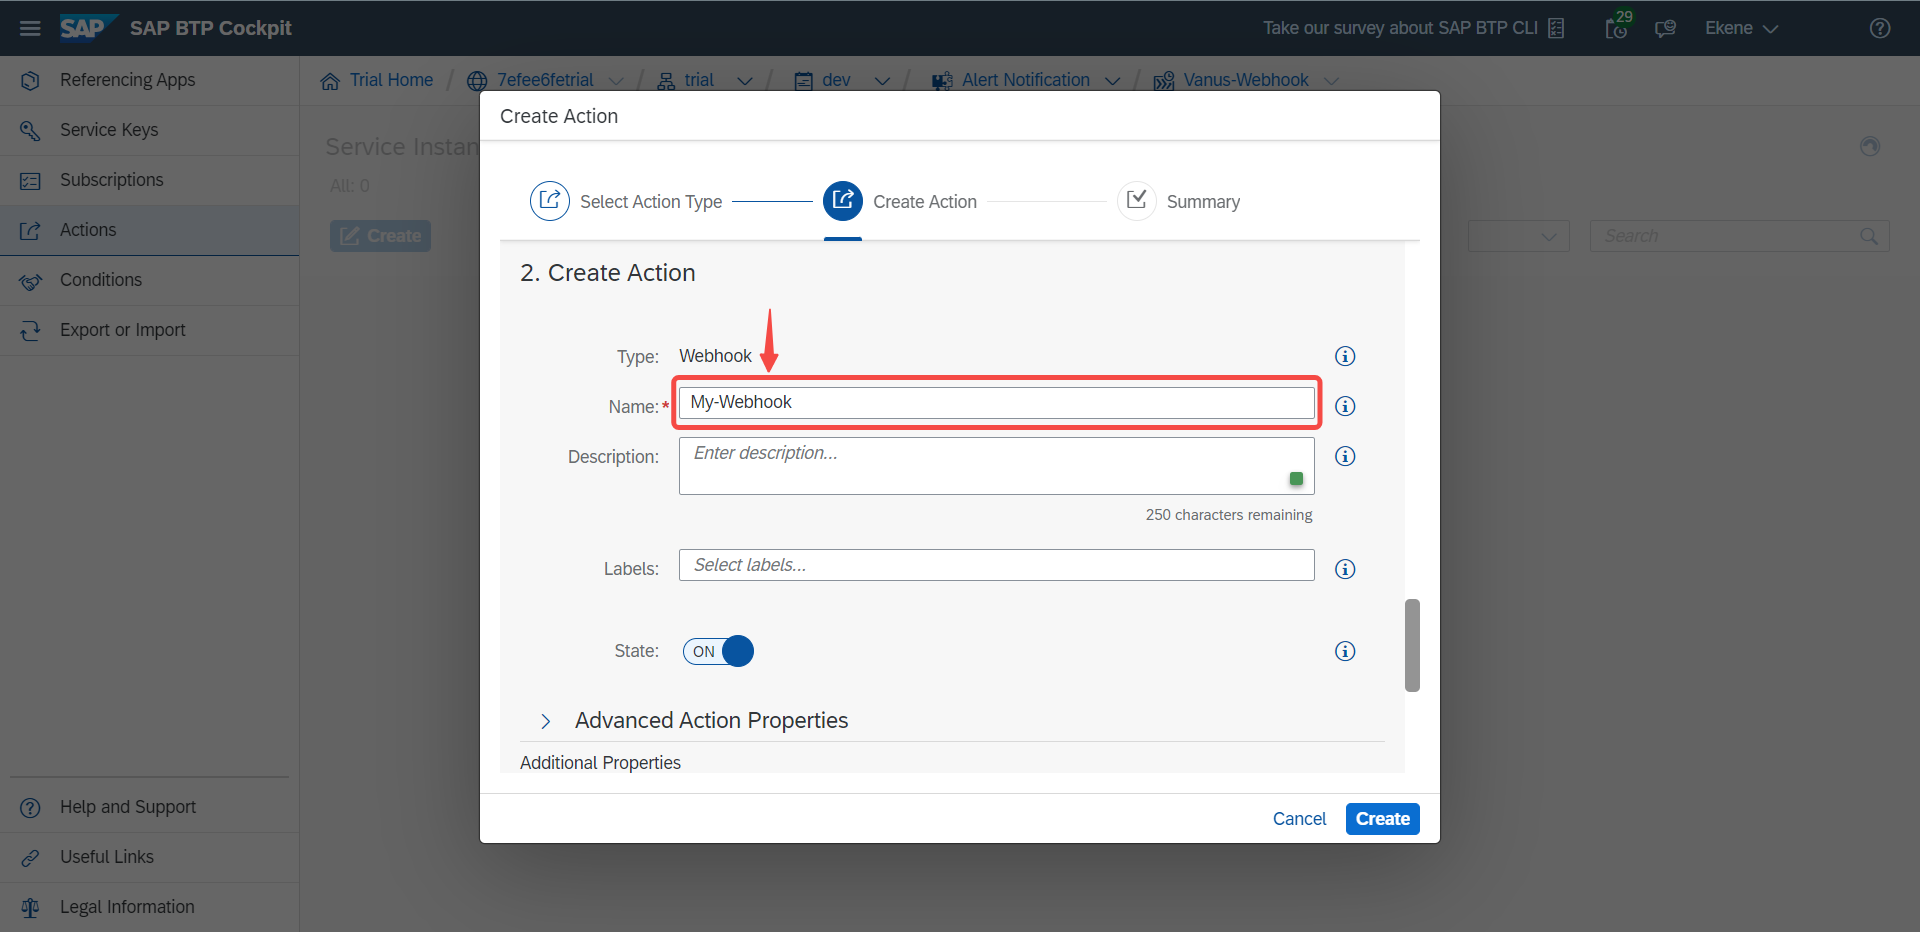 SAP SAP BTP Cockpit Take our survey about SAP BTP CLI 29 Ekene
Trial Home / 7efee6fetrial / trial / dev / Alert Notification / Vanus-Webhook
Referencing Apps
Service Keys
Subscriptions
Actions
Conditions
Export or Import
Help and Support
Useful Links
Legal Information
Service Instan
All: 0
Create
Search
Create Action
Select Action Type Create Action Summary
2. Create Action
Type: Webhook
Name:* My-Webhook
Description: Enter description...
250 characters remaining
Labels: Select labels...
State: ON
Advanced Action Properties
Additional Properties
Cancel Create